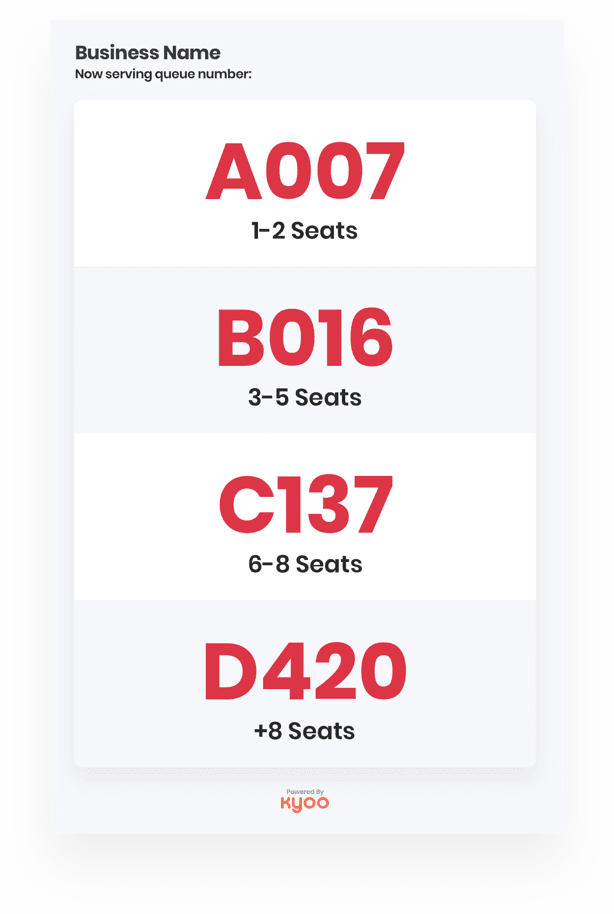 Business Name
Now serving queue number:
A007
1-2 Seats
B016
3-5 Seats
C137
6-8 Seats
D420
+8 Seats
Powered By
KYOO